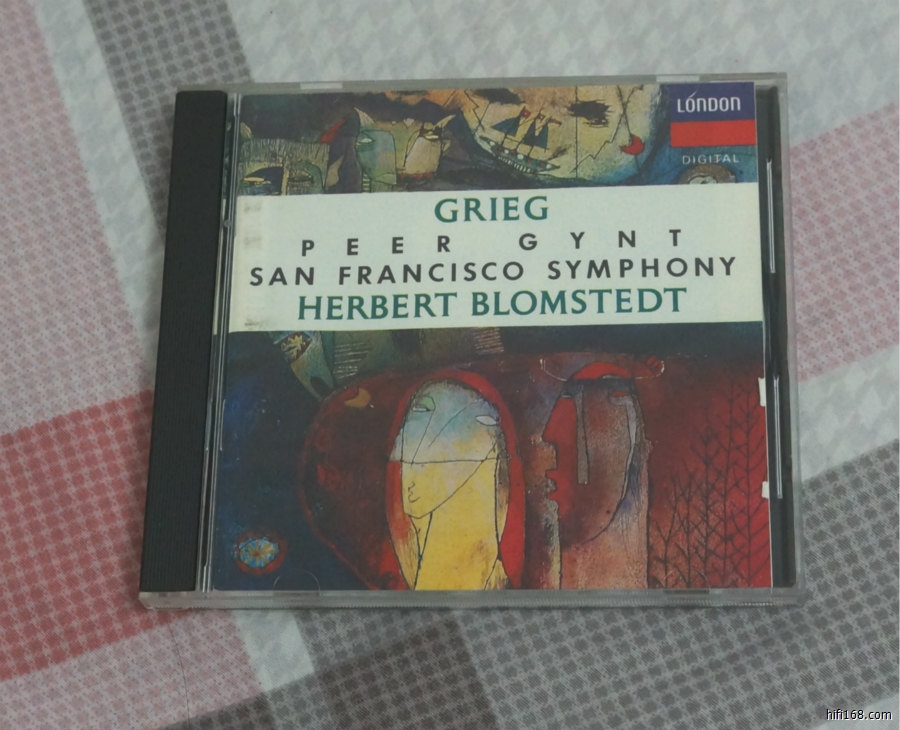 LONDON
DIGITAL
GRIEG
PEER GYNT
SAN FRANCISCO SYMPHONY
HERBERT BLOMSTEDT
hifi168.com